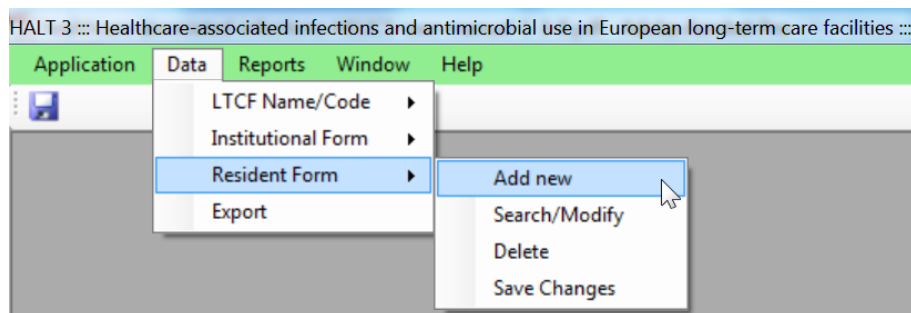 HALT 3 ::: Healthcare-associated infections and antimicrobial use in European long-term care facilities :::
Application Data Reports Window Help
LTCF Name/Code
Institutional Form
Resident Form
Export
Add new
Search/Modify
Delete
Save Changes